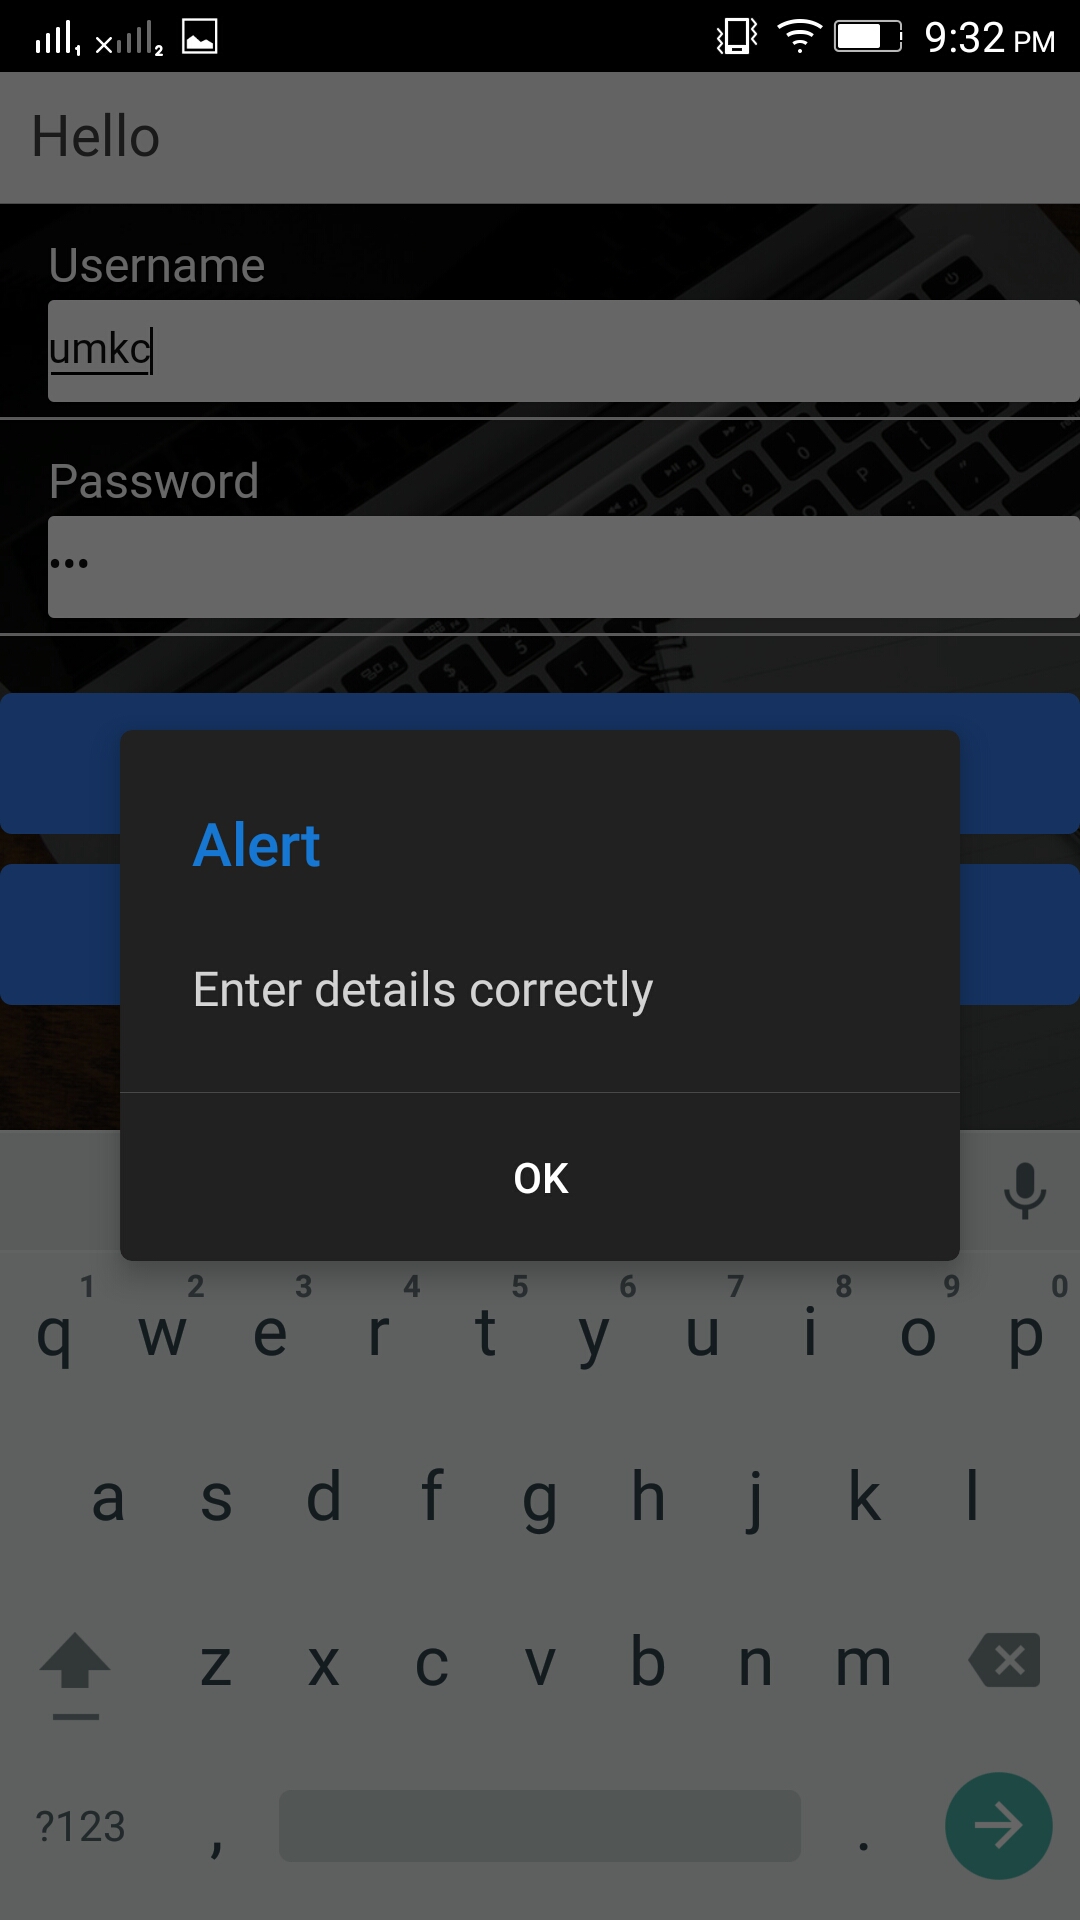 9:32 PM
Hello
Username
umkc
Password
•••
Alert
Enter details correctly
OK
1 2 3 4 5 6 7 8 9 0
q w e r t y u i o p
a s d f g h j k l
z x c v b n m
?123 , .